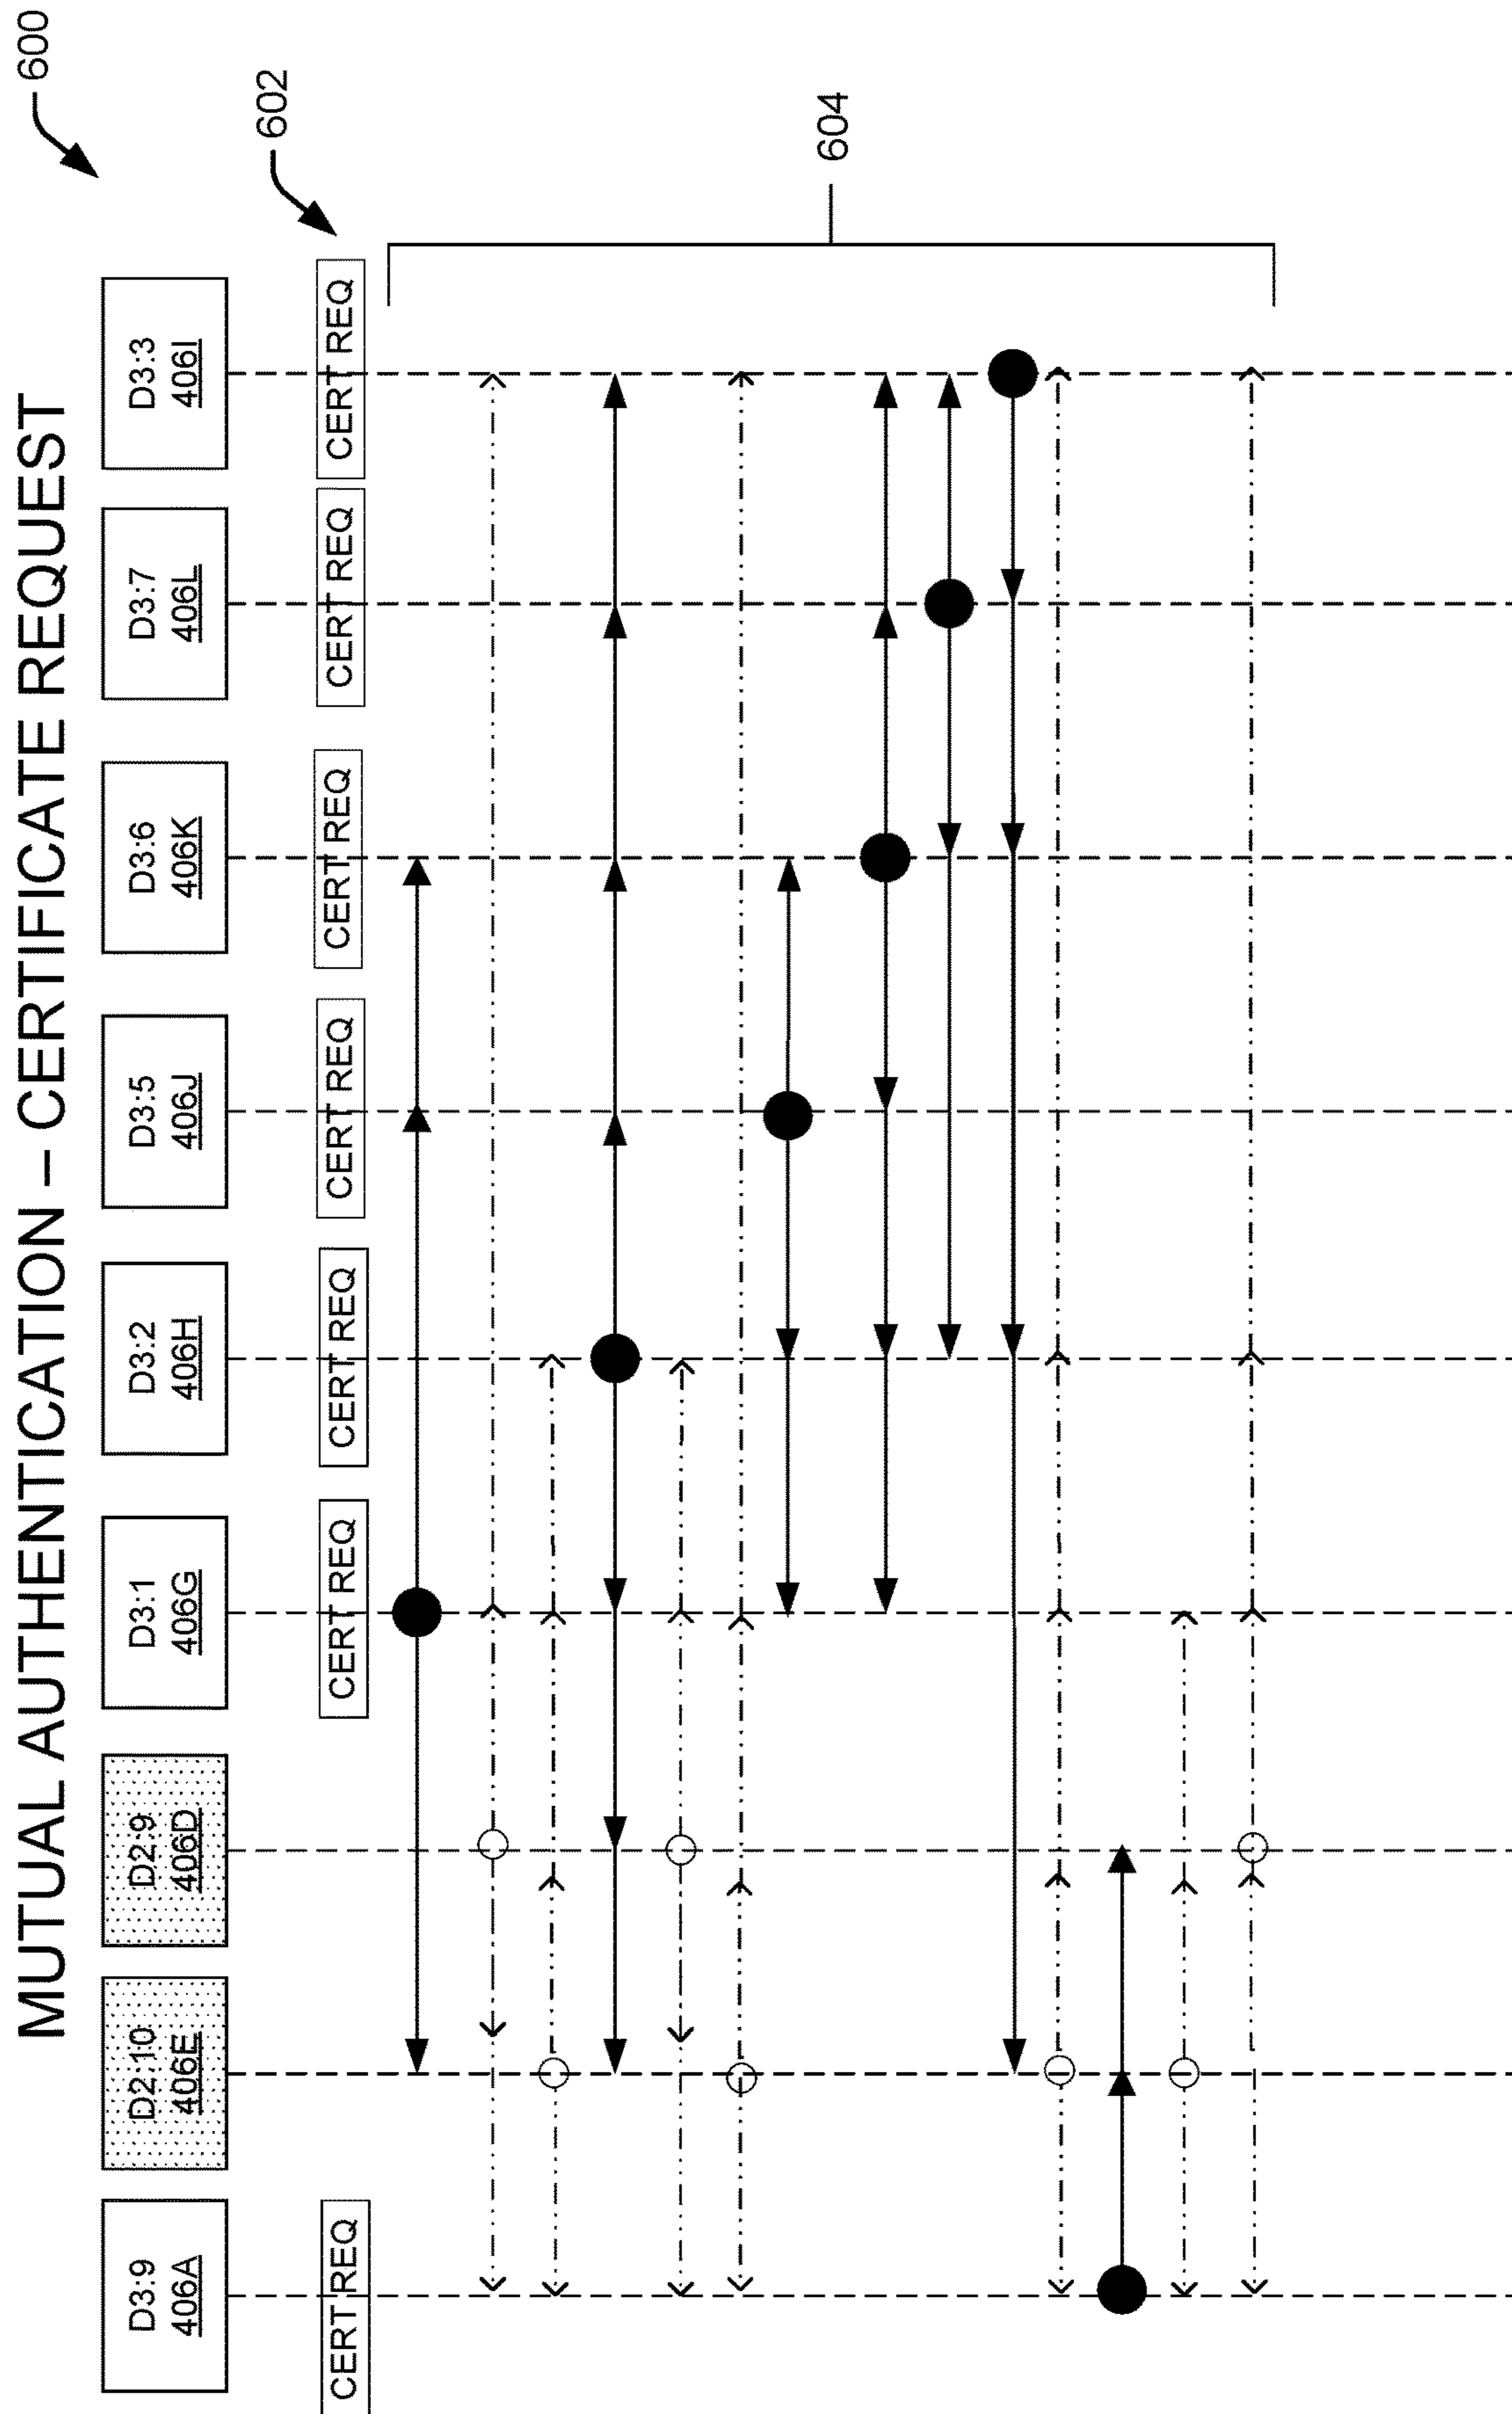 MUTUAL AUTHENTICATION – CERTIFICATE REQUEST
600
D3:9
406A
D2:10
406E
D2:9
406D
D3:1
406G
D3:2
406H
D3:5
406J
D3:6
406K
D3:7
406L
D3:3
406I
602
CERT REQ
CERT REQ
CERT REQ
CERT REQ
CERT REQ
CERT REQ
CERT REQ
604